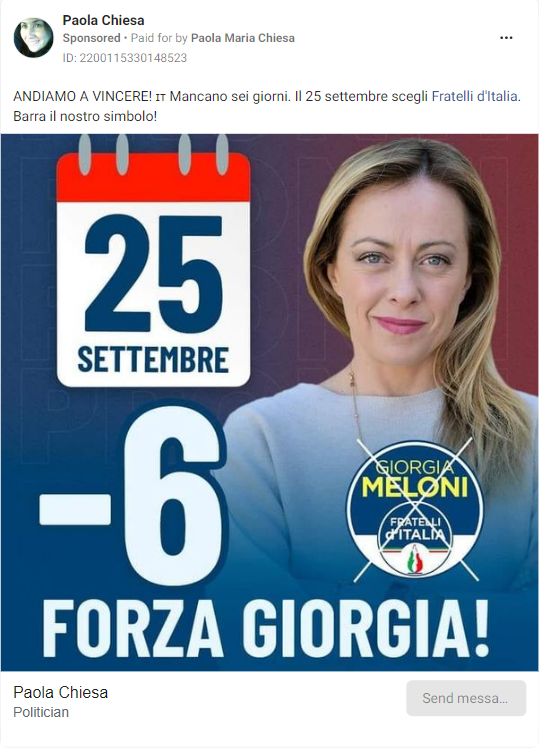 Paola Chiesa
Sponsored • Paid for by Paola Maria Chiesa
ID: 2200115330148523
ANDIAMO A VINCERE! IT Mancano sei giorni. Il 25 settembre scegli Fratelli d'Italia.
Barra il nostro simbolo!
25
SETTEMBRE
-6
GIORGIA
MELONI
FRATELLI
d'ITALIA
FORZA GIORGIA!
Paola Chiesa
Politician
Send messa...